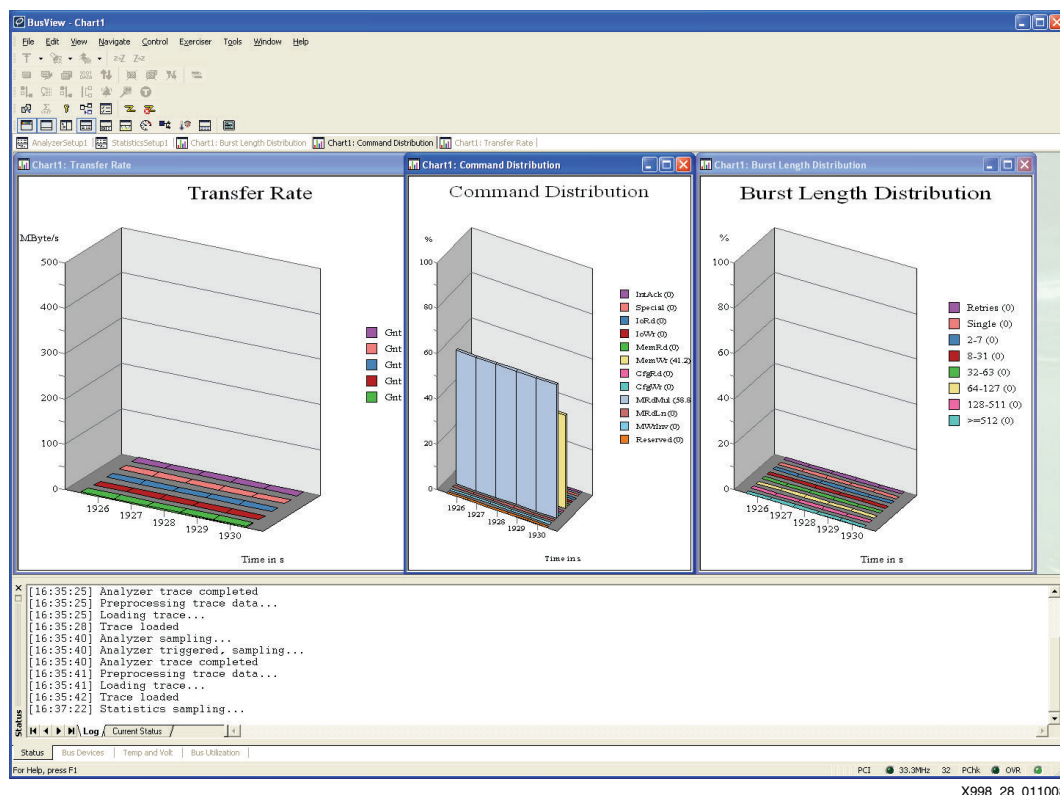 BusView - Chart1
File Edit View Navigate Control Exerciser Tools Window Help
AnalyzerSetup1 StatisticsSetup1 Chart1: Burst Length Distribution Chart1: Command Distribution Chart1: Transfer Rate
Chart1: Transfer Rate
Transfer Rate
MByte/s
500
400
300
200
100
0
1926
1927
1928
1929
1930
Time in s
Gnt
Gnt
Gnt
Gnt
Gnt
Chart1: Command Distribution
Command Distribution
%
100
80
60
40
20
0
1926
1927
1928
1929
1930
Time in s
IntAck (0)
Special (0)
IoRd (0)
IoWr (0)
MemRd (0)
MemWr (41.2)
CfgRd (0)
CfgWr (0)
MRdMul (58.8
MRdLn (0)
MWrInv (0)
Reserved (0)
Chart1: Burst Length Distribution
Burst Length Distribution
%
100
80
60
40
20
0
1926
1927
1928
1929
1930
Time in s
Retries (0)
Single (0)
2-7 (0)
8-31 (0)
32-63 (0)
64-127 (0)
128-511 (0)
>=512 (0)
[16:35:25] Analyzer trace completed
[16:35:25] Preprocessing trace data...
[16:35:25] Loading trace...
[16:35:28] Trace loaded
[16:35:40] Analyzer sampling...
[16:35:40] Analyzer triggered, sampling...
[16:35:40] Analyzer trace completed
[16:35:41] Preprocessing trace data...
[16:35:41] Loading trace...
[16:35:42] Trace loaded
[16:37:22] Statistics sampling...
Status
Log Current Status
Status Bus Devices Temp and Volt Bus Utilization
For Help, press F1
PCI 33.3MHz 32 PChk OVR
X998_28_01100